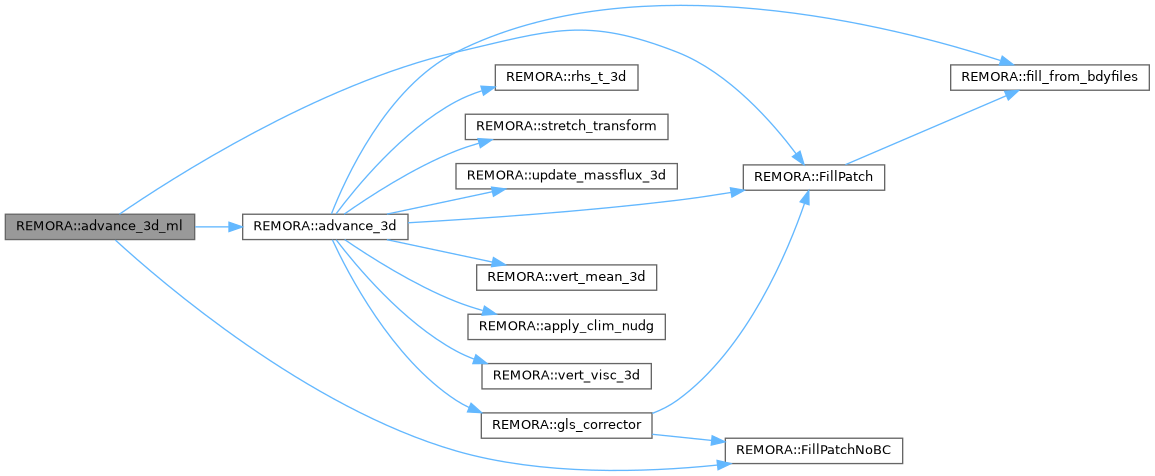 REMORA::advance_3d_ml
REMORA::advance_3d
REMORA::rhs_t_3d
REMORA::stretch_transform
REMORA::update_massflux_3d
REMORA::vert_mean_3d
REMORA::apply_clim_nudg
REMORA::vert_visc_3d
REMORA::gls_corrector
REMORA::FillPatch
REMORA::FillPatchNoBC
REMORA::fill_from_bdyfiles